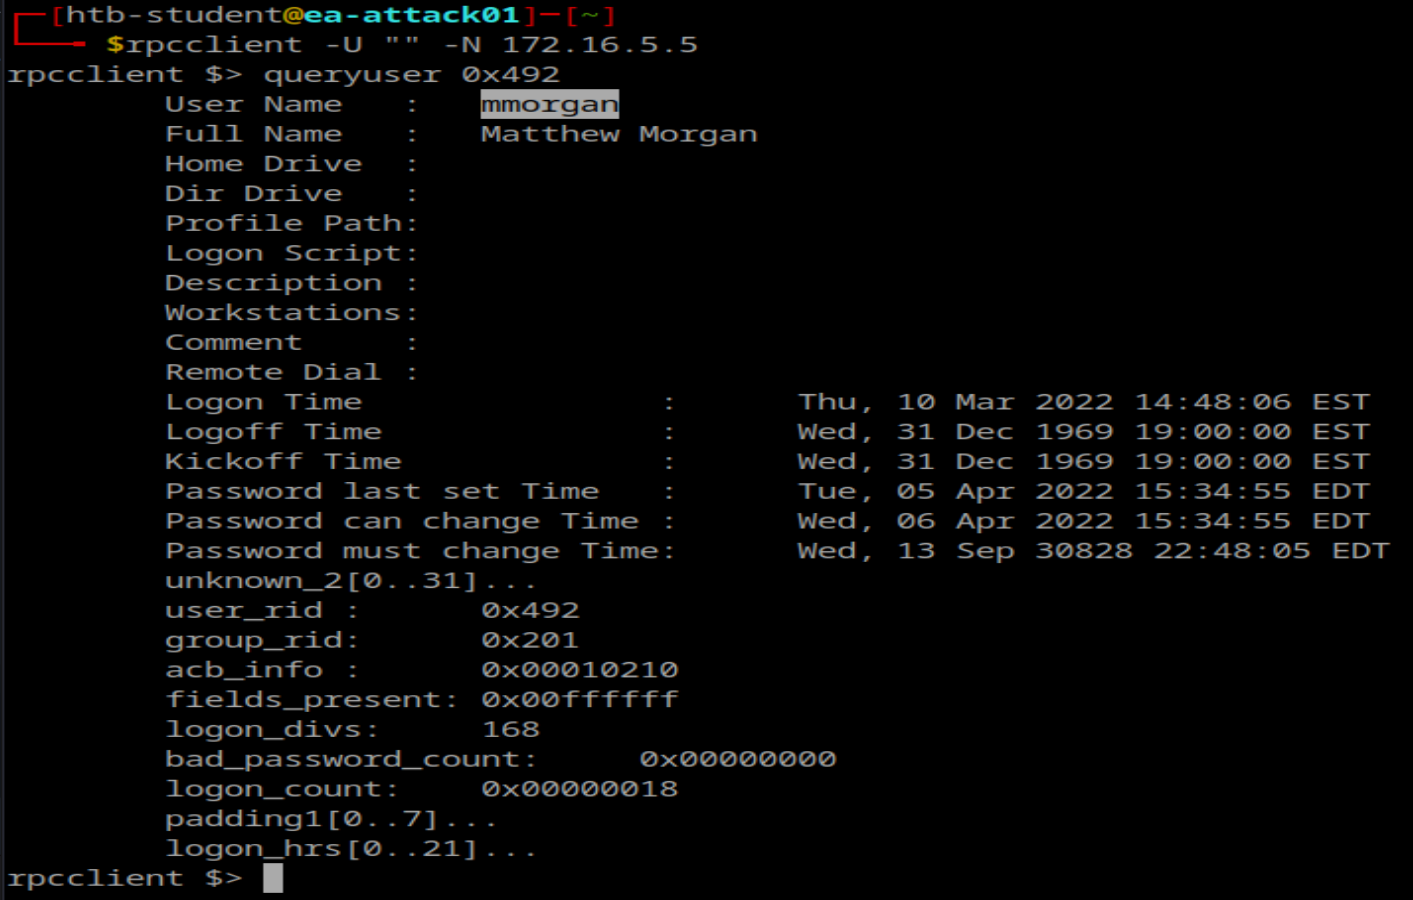 [htb-student@ea-attack01]-[~]
$rpcclient -U "" -N 172.16.5.5
rpcclient $> queryuser 0x492
User Name : mmorgan
Full Name : Matthew Morgan
Home Drive :
Dir Drive :
Profile Path:
Logon Script:
Description :
Workstations:
Comment :
Remote Dial :
Logon Time : Thu, 10 Mar 2022 14:48:06 EST
Logoff Time : Wed, 31 Dec 1969 19:00:00 EST
Kickoff Time : Wed, 31 Dec 1969 19:00:00 EST
Password last set Time : Tue, 05 Apr 2022 15:34:55 EDT
Password can change Time : Wed, 06 Apr 2022 15:34:55 EDT
Password must change Time: Wed, 13 Sep 30828 22:48:05 EDT
unknown_2[0..31]...
user_rid : 0x492
group_rid: 0x201
acb_info : 0x00010210
fields_present: 0x00ffffff
logon_divs: 168
bad_password_count: 0x00000000
logon_count: 0x00000018
padding1[0..7]...
logon_hrs[0..21]...
rpcclient $>